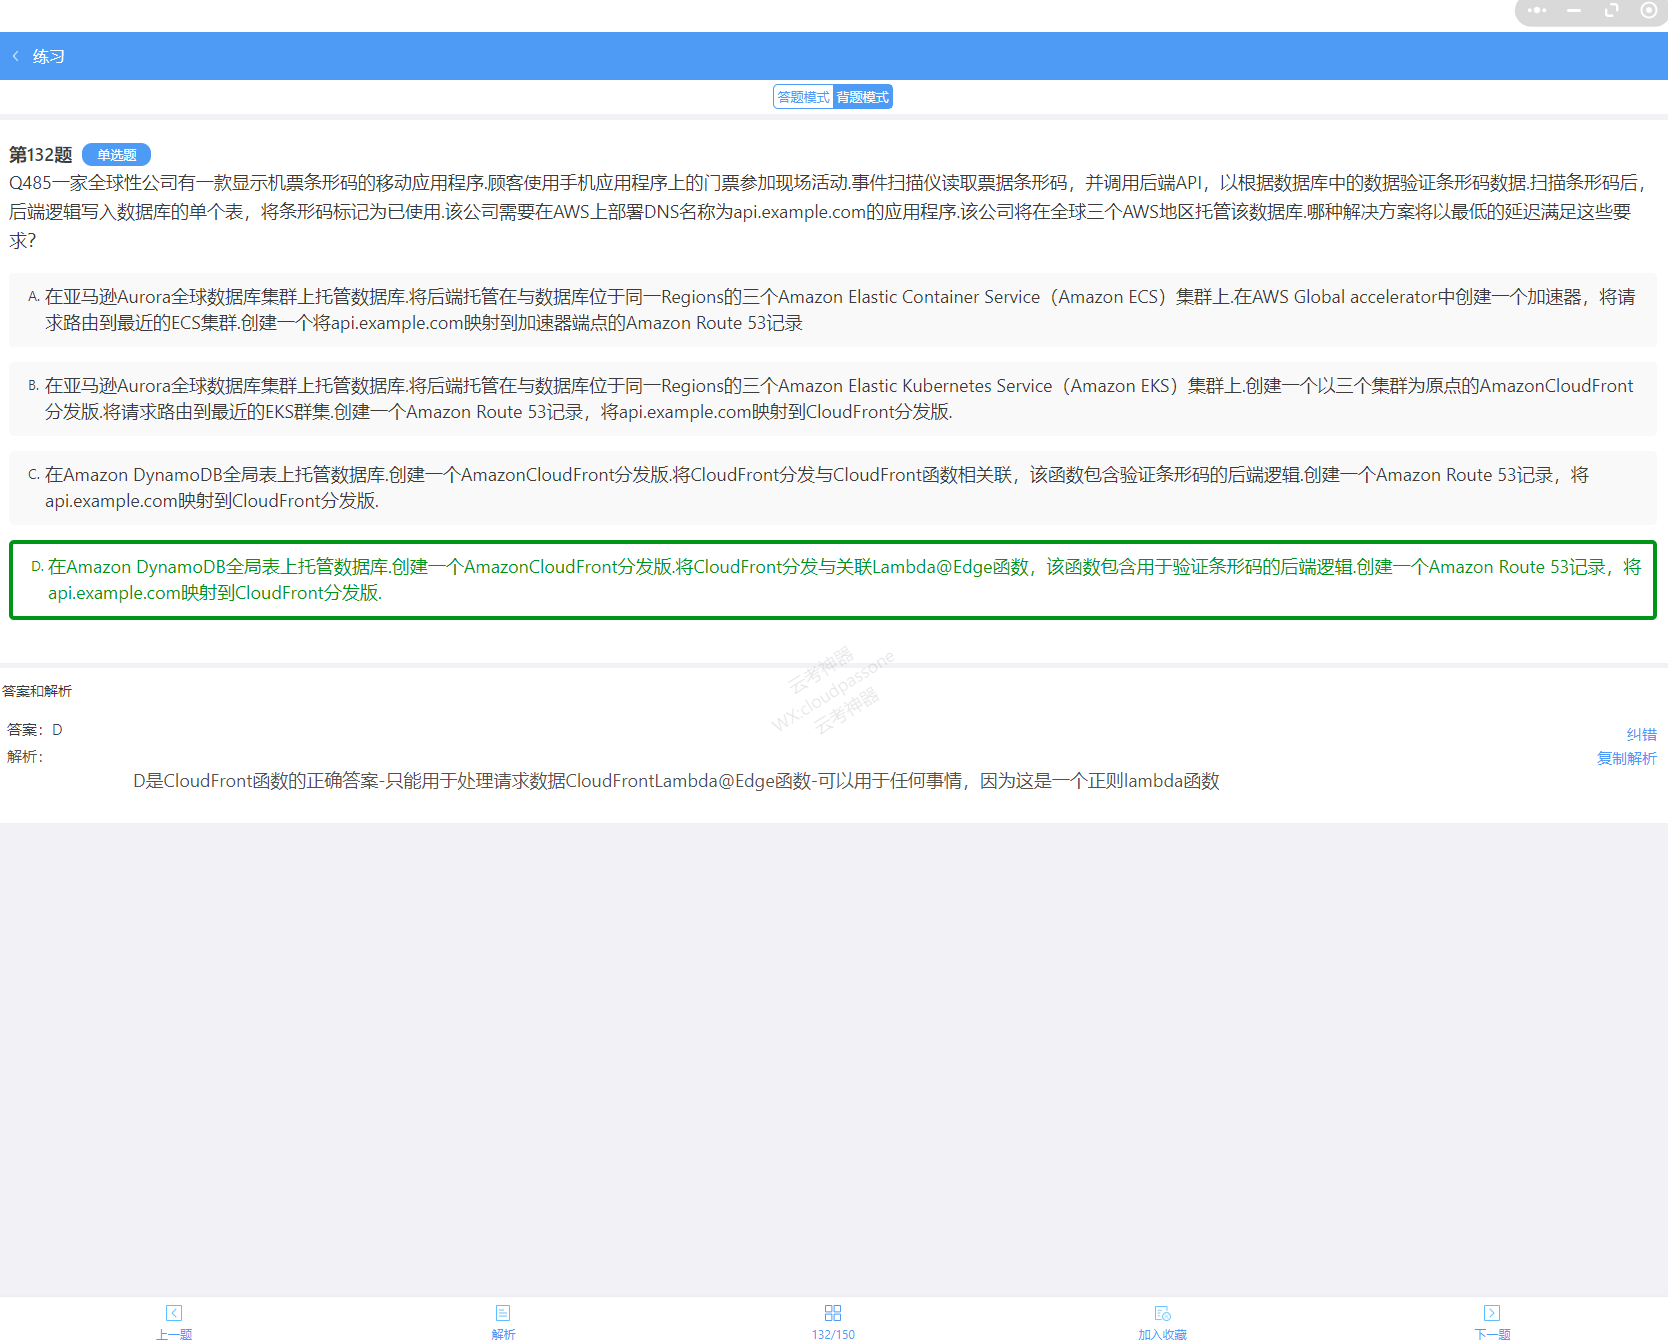 练习
答题模式 背题模式
第132题 单选题
Q485一家全球性公司有一款显示机票条形码的移动应用程序.顾客使用手机应用程序上的门票参加现场活动.事件扫描仪读取票据条形码，并调用后端API，以根据数据库中的数据验证条形码数据.扫描条形码后，
后端逻辑写入数据库的单个表，将条形码标记为已使用.该公司需要在AWS上部署DNS名称为api.example.com的应用程序.该公司将在全球三个AWS地区托管该数据库.哪种解决方案将以最低的延迟满足这些要
求?
A. 在亚马逊Aurora全球数据库集群上托管数据库.将后端托管在与数据库位于同一Regions的三个Amazon Elastic Container Service（Amazon ECS）集群上.在AWS Global accelerator中创建一个加速器，将请
求路由到最近的ECS集群.创建一个将api.example.com映射到加速器端点的Amazon Route 53记录
B. 在亚马逊Aurora全球数据库集群上托管数据库.将后端托管在与数据库位于同一Regions的三个Amazon Elastic Kubernetes Service（Amazon EKS）集群上.创建一个以三个集群为原点的AmazonCloudFront
分发版.将请求路由到最近的EKS群集.创建一个Amazon Route 53记录，将api.example.com映射到CloudFront分发版.
C. 在Amazon DynamoDB全局表上托管数据库.创建一个AmazonCloudFront分发版.将CloudFront分发与CloudFront函数相关联，该函数包含验证条形码的后端逻辑.创建一个Amazon Route 53记录，将
api.example.com映射到CloudFront分发版.
D. 在Amazon DynamoDB全局表上托管数据库.创建一个AmazonCloudFront分发版.将CloudFront分发与关联Lambda@Edge函数，该函数包含用于验证条形码的后端逻辑.创建一个Amazon Route 53记录，将
api.example.com映射到CloudFront分发版.
云考神器
WX:cloudpassone
云考神器
答案和解析
答案：D
纠错
解析：
复制解析
D是CloudFront函数的正确答案-只能用于处理请求数据CloudFrontLambda@Edge函数-可以用于任何事情，因为这是一个正则lambda函数
上一题 解析 132/150 加入收藏 下一题